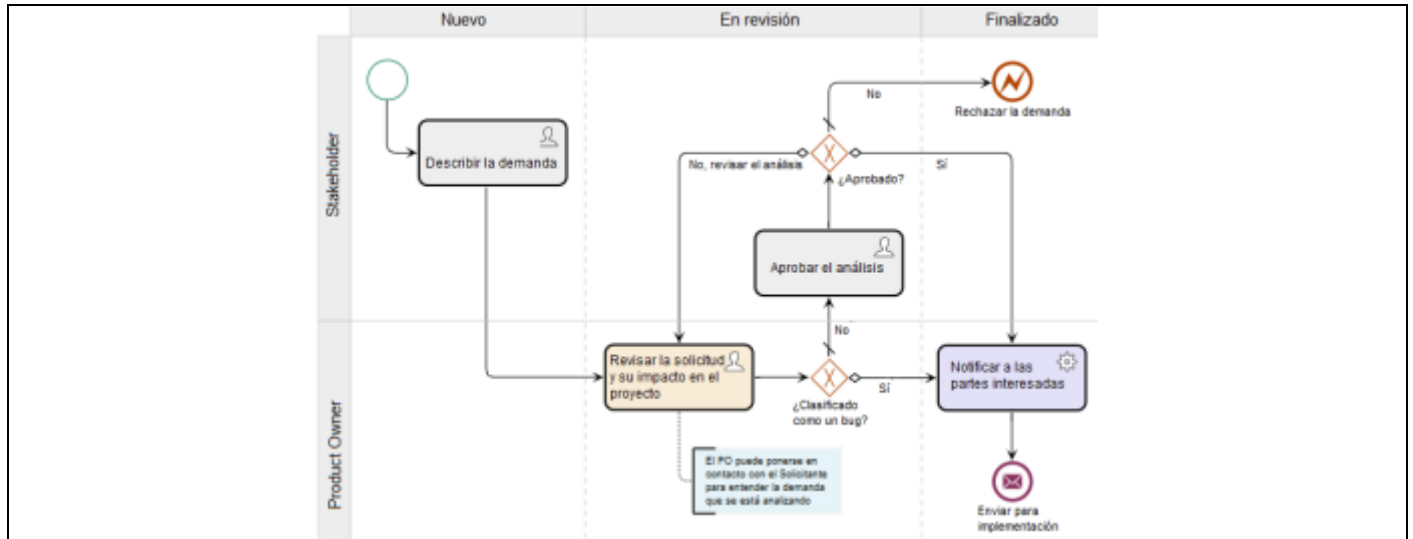 Nuevo
En revisión
Finalizado
Stakeholder
Product Owner
Describir la demanda
No
Rechazar la demanda
No, revisar el análisis
¿Aprobado?
Sí
Aprobar el análisis
No
Revisar la solicitud
y su impacto en el
proyecto
¿Clasificado
como un bug?
Sí
Notificar a las
partes interesadas
El PO puede ponerse en
contacto con el Solicitante
para entender la demanda
que se está analizando
Enviar para
implementación